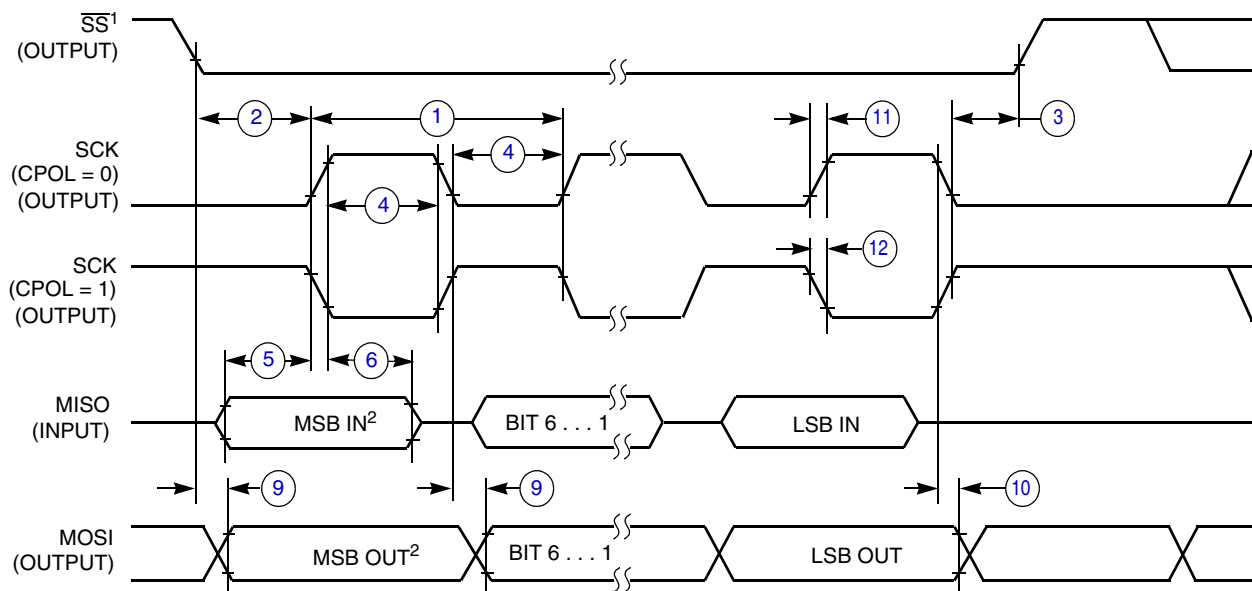 SS¹
(OUTPUT)
2
1
11
3
SCK
(CPOL = 0)
(OUTPUT)
4
4
SCK
(CPOL = 1)
(OUTPUT)
12
5
6
MISO
(INPUT)
MSB IN²
BIT 6 . . . 1
LSB IN
9
9
10
MOSI
(OUTPUT)
MSB OUT²
BIT 6 . . . 1
LSB OUT